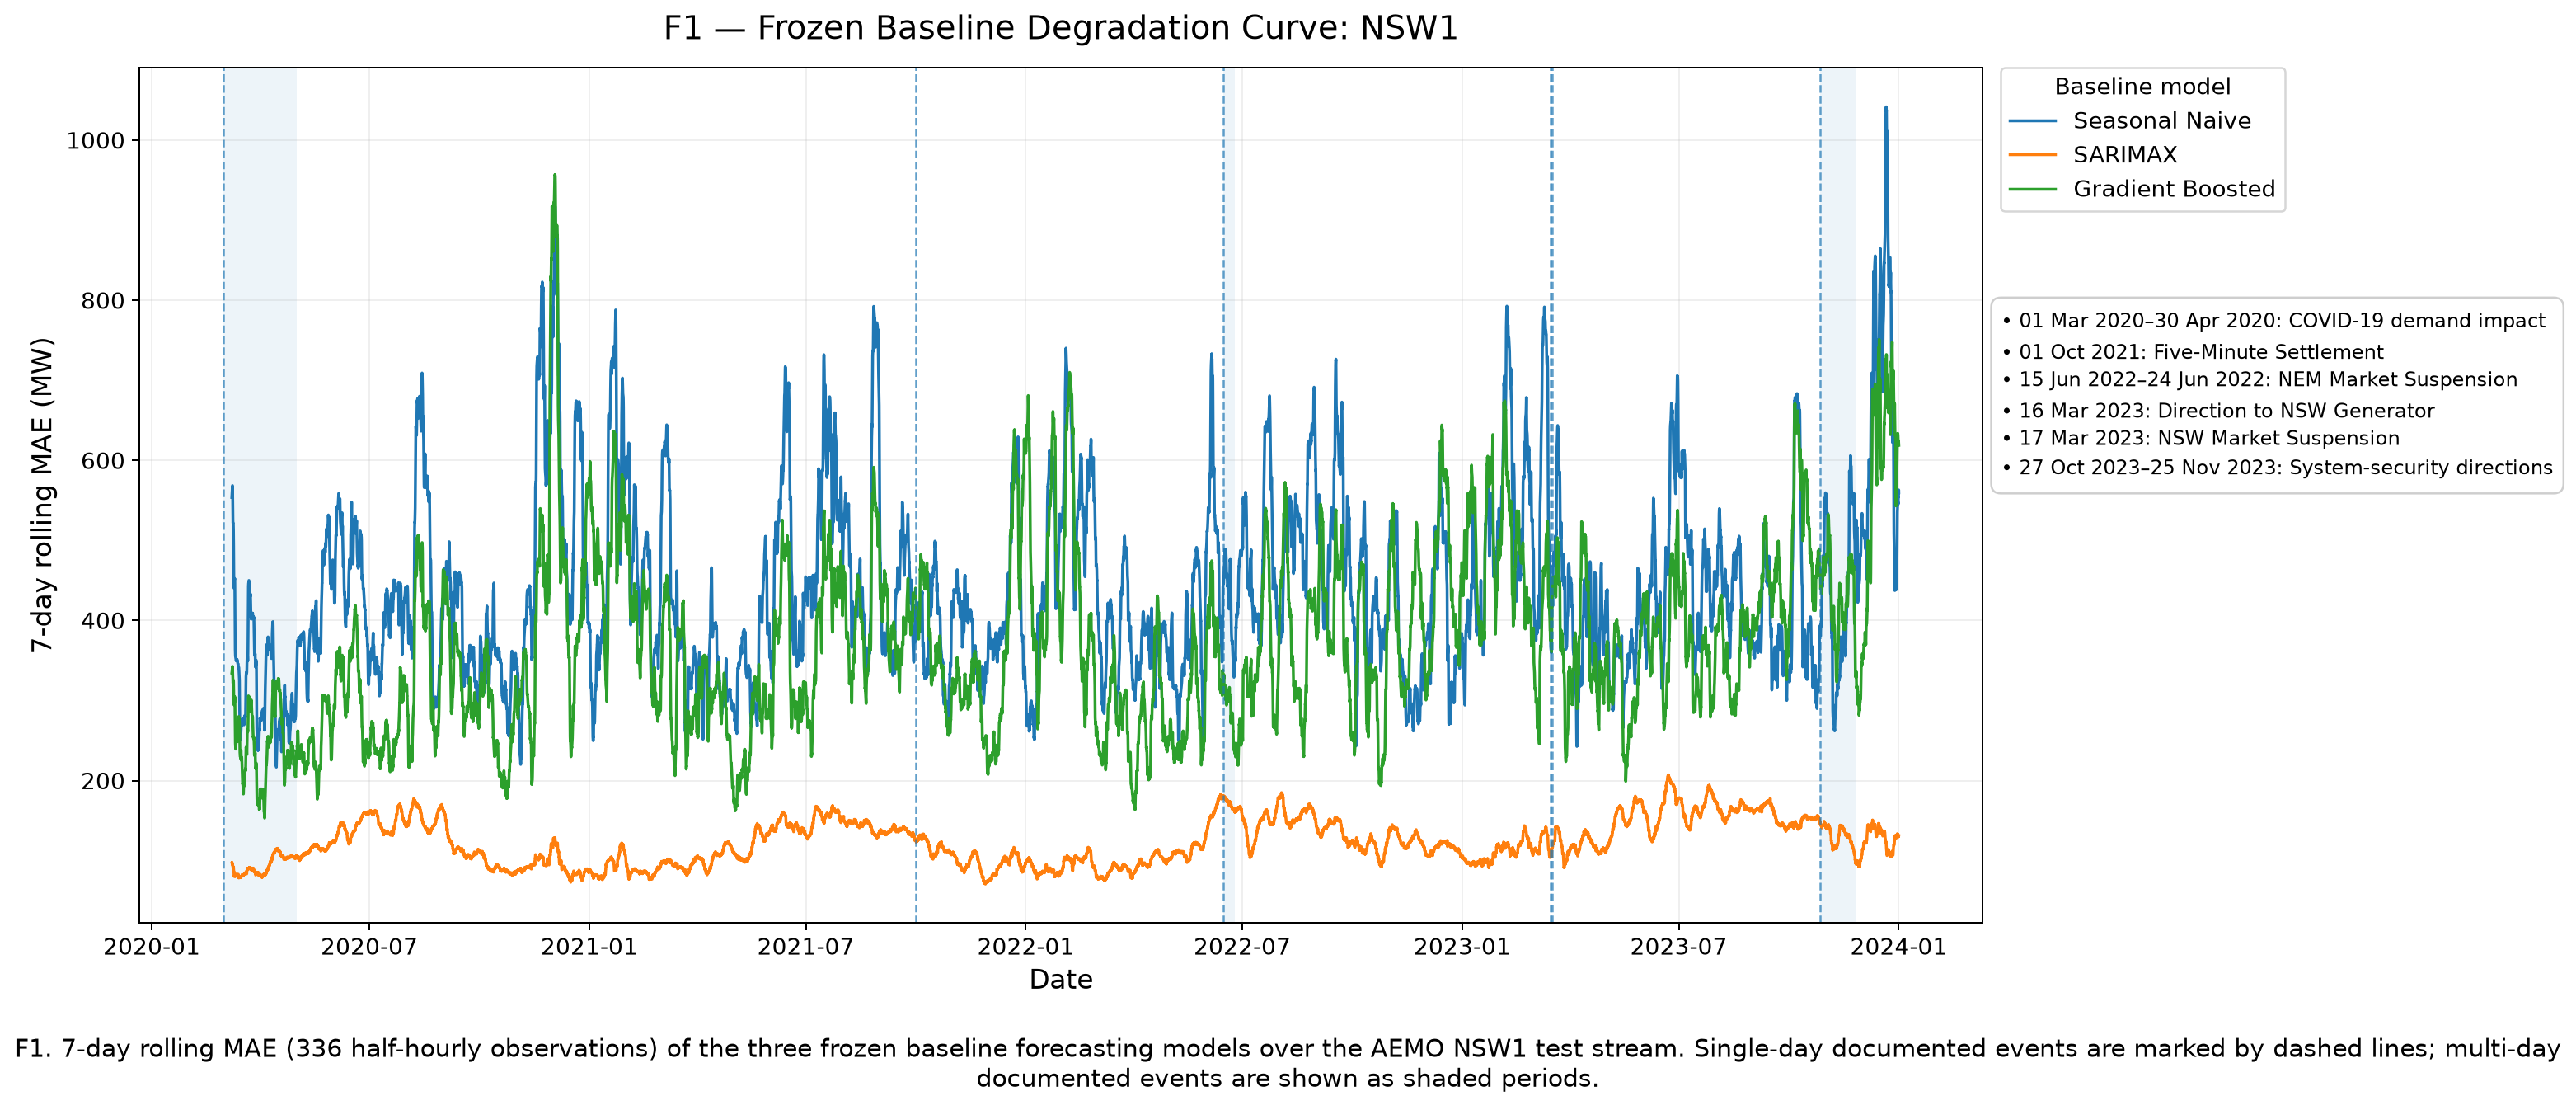 F1 — Frozen Baseline Degradation Curve: NSW1
7-day rolling MAE (MW)
1000
800
600
400
200
2020-01
2020-07
2021-01
2021-07
2022-01
2022-07
2023-01
2023-07
2024-01
Date
Baseline model
Seasonal Naive
SARIMAX
Gradient Boosted
• 01 Mar 2020–30 Apr 2020: COVID-19 demand impact
• 01 Oct 2021: Five-Minute Settlement
• 15 Jun 2022–24 Jun 2022: NEM Market Suspension
• 16 Mar 2023: Direction to NSW Generator
• 17 Mar 2023: NSW Market Suspension
• 27 Oct 2023–25 Nov 2023: System-security directions
F1. 7-day rolling MAE (336 half-hourly observations) of the three frozen baseline forecasting models over the AEMO NSW1 test stream. Single-day documented events are marked by dashed lines; multi-day
documented events are shown as shaded periods.